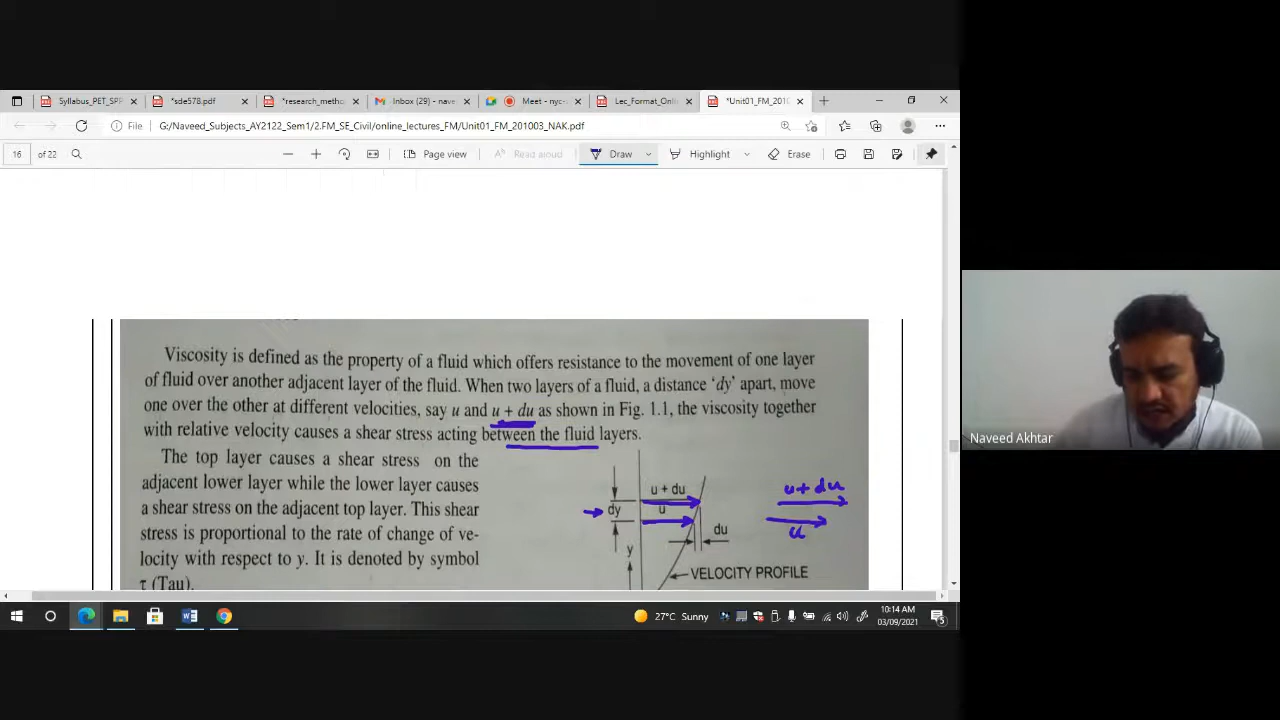 Syllabus_PET_SPP
*sde578.pdf
*research_metho
Inbox (29) - nave
Meet - nyc-
Lec_Format_Onli
*Unit01_FM_2010
File
G:/Naveed_Subjects_AY2122_Sem1/2.FM_SE_Civil/online_lectures_FM/Unit01_FM_201003_NAK.pdf
16 of 22
Page view
Read aloud
Draw
Highlight
Erase
Viscosity is defined as the property of a fluid which offers resistance to the movement of one layer
of fluid over another adjacent layer of the fluid. When two layers of a fluid, a distance 'dy' apart, move
one over the other at different velocities, say u and u + du as shown in Fig. 1.1, the viscosity together
with relative velocity causes a shear stress acting between the fluid layers.
The top layer causes a shear stress on the
adjacent lower layer while the lower layer causes
a shear stress on the adjacent top layer. This shear
stress is proportional to the rate of change of ve-
locity with respect to y. It is denoted by symbol
τ (Tau).
u + du
dy
u
du
y
VELOCITY PROFILE
u + du
u
Naveed Akhtar
27°C Sunny
10:14 AM
03/09/2021
5